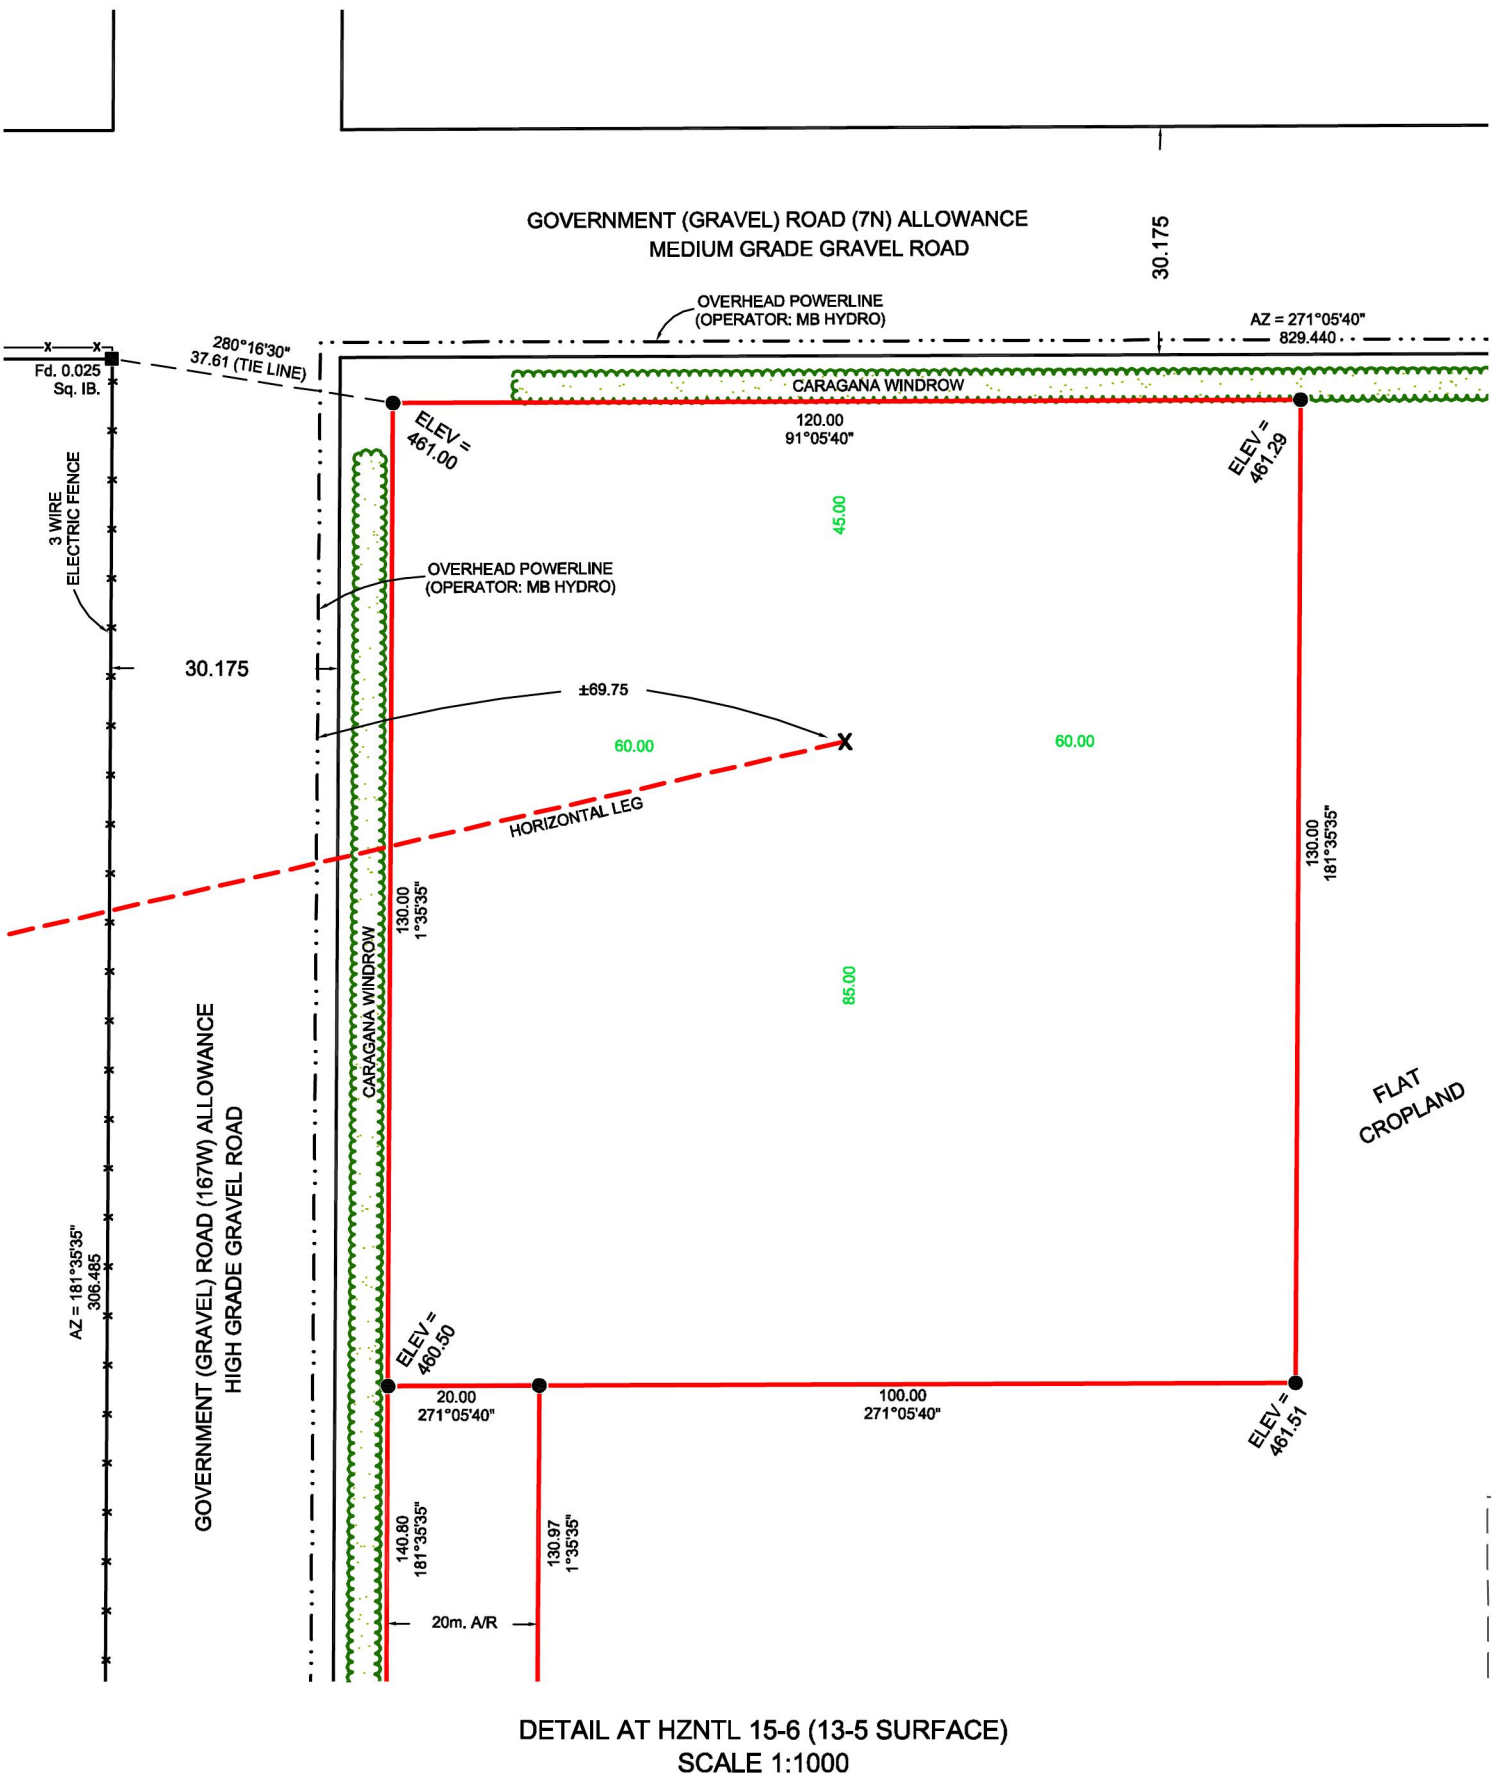 GOVERNMENT (GRAVEL) ROAD (7N) ALLOWANCE
MEDIUM GRADE GRAVEL ROAD
30.175
OVERHEAD POWERLINE
(OPERATOR: MB HYDRO)
AZ = 271°05'40"
829.440
280°16'30"
37.61 (TIE LINE)
Fd. 0.025
Sq. IB.
CARAGANA WINDROW
120.00
91°05'40"
ELEV =
461.00
ELEV =
461.29
3 WIRE
ELECTRIC FENCE
45.00
OVERHEAD POWERLINE
(OPERATOR: MB HYDRO)
30.175
±69.75
60.00
X
60.00
HORIZONTAL LEG
130.00
181°35'35"
130.00
1°35'35"
CARAGANA WINDROW
85.00
FLAT
CROPLAND
GOVERNMENT (GRAVEL) ROAD (167W) ALLOWANCE
HIGH GRADE GRAVEL ROAD
AZ = 181°35'35"
306.485
ELEV =
460.50
20.00
271°05'40"
100.00
271°05'40"
ELEV =
461.51
140.80
181°35'35"
130.97
1°35'35"
20m. A/R
DETAIL AT HZNTL 15-6 (13-5 SURFACE)
SCALE 1:1000